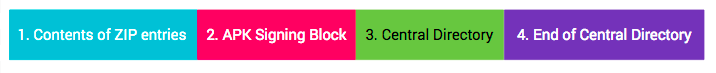 1. Contents of ZIP entries 2. APK Signing Block 3. Central Directory 4. End of Central Directory